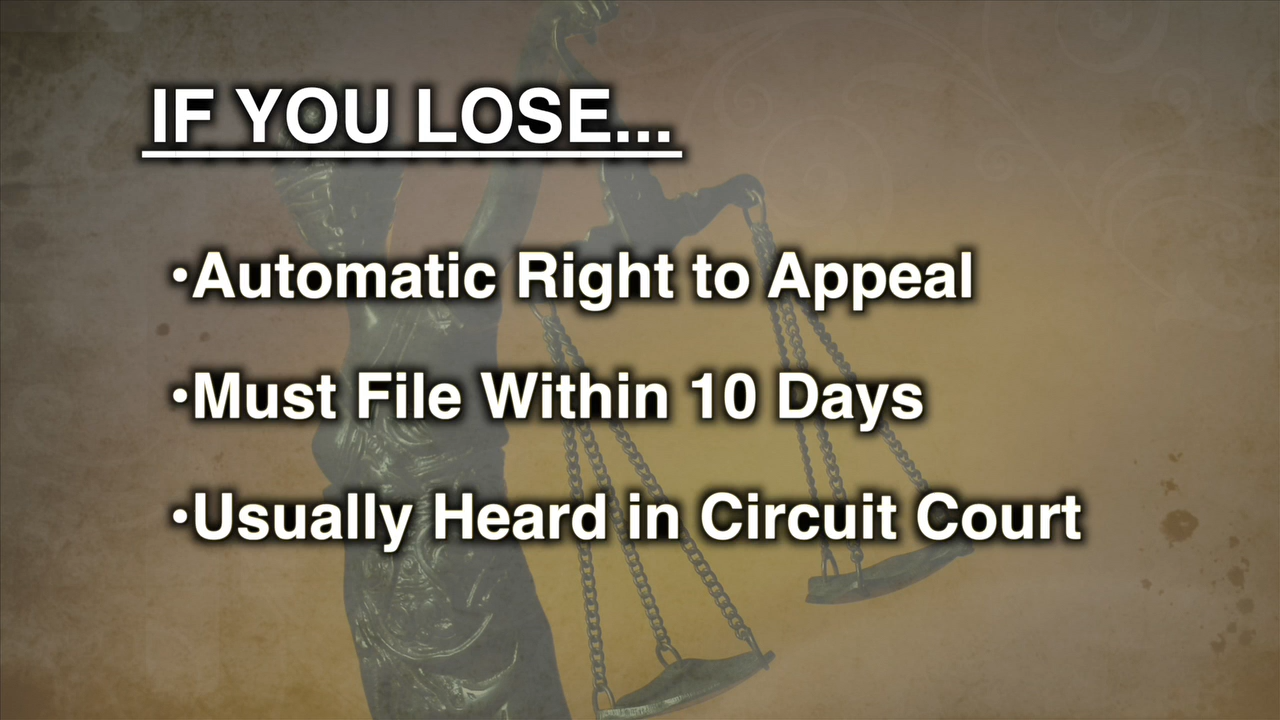 IF YOU LOSE...
•Automatic Right to Appeal
•Must File Within 10 Days
•Usually Heard in Circuit Court